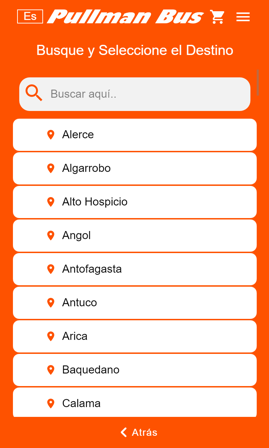 Es Pullman Bus
Busque y Seleccione el Destino
Buscar aquí..
Alerce
Algarrobo
Alto Hospicio
Angol
Antofagasta
Antuco
Arica
Baquedano
Calama
Atrás